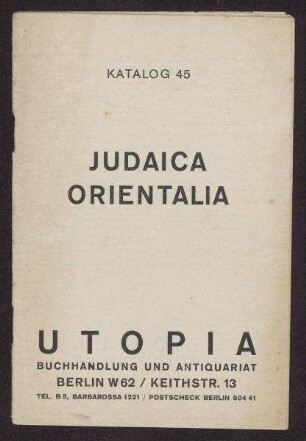 KATALOG 45
JUDAICA
ORIENTALIA
UTOPIA
BUCHHANDLUNG UND ANTIQUARIAT
BERLIN W62 / KEITHSTR. 13
TEL. B 5, BARBAROSSA 1221 / POSTSCHECK BERLIN 804 41